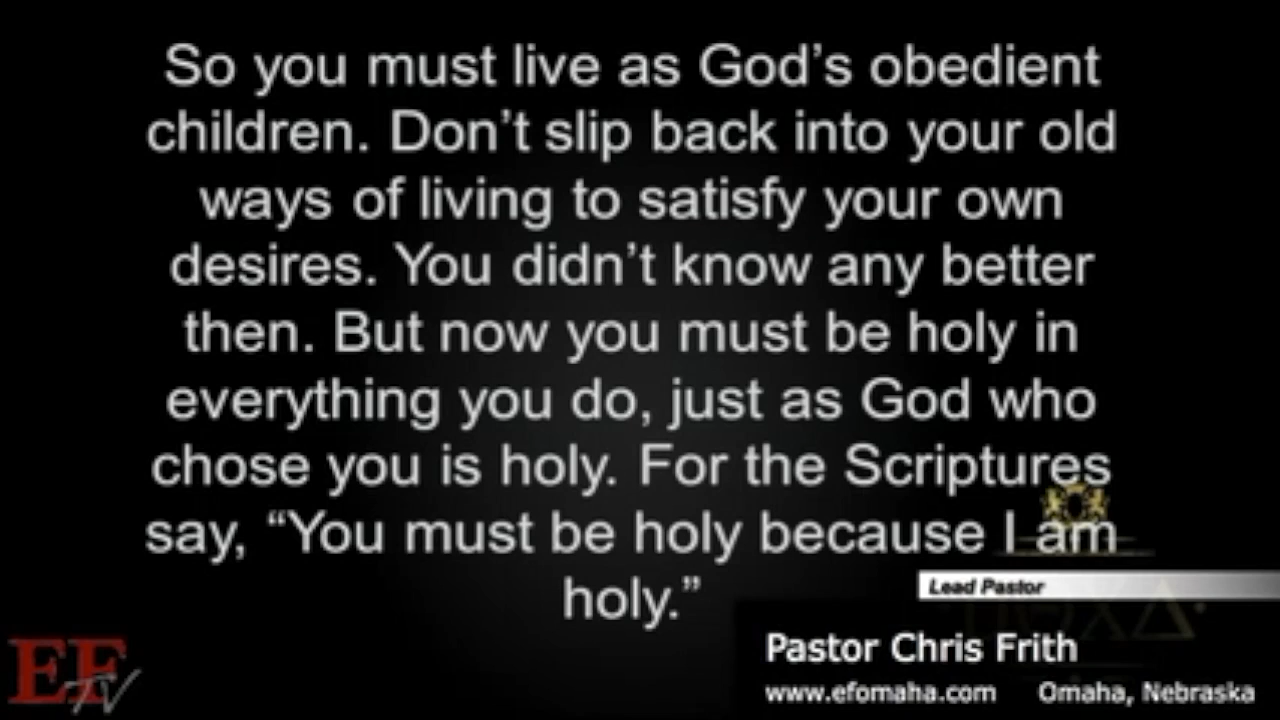 So you must live as God’s obedient
children. Don’t slip back into your old
ways of living to satisfy your own
desires. You didn’t know any better
then. But now you must be holy in
everything you do, just as God who
chose you is holy. For the Scriptures
say, “You must be holy because I am
holy.”
Lead Pastor
Pastor Chris Frith
www.efomaha.com Omaha, Nebraska
EF
TV